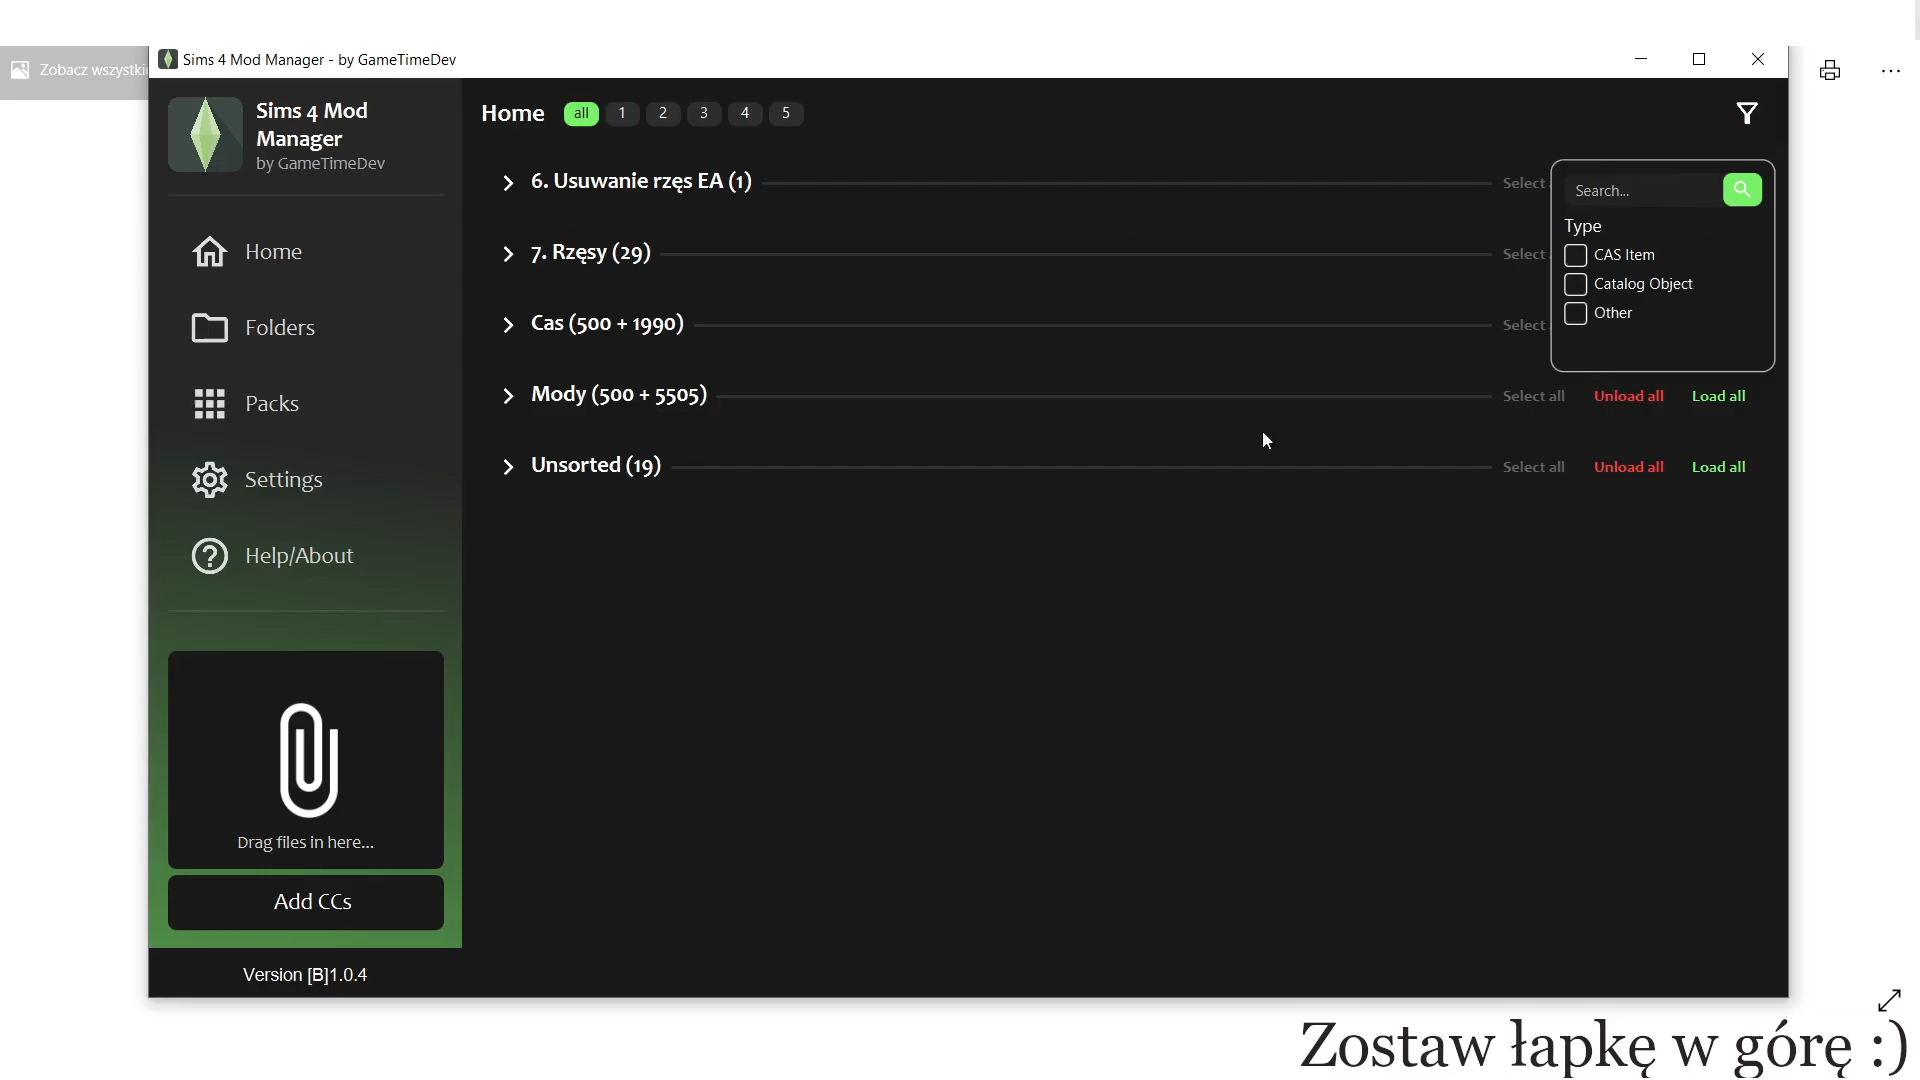 Zobacz wszystki
Sims 4 Mod Manager - by GameTimeDev
Sims 4 Mod
Manager
by GameTimeDev
Home
Folders
Packs
Settings
Help/About
Drag files in here...
Add CCs
Version [B]1.0.4
Home all 1 2 3 4 5
6. Usuwanie rzęs EA (1) Select
7. Rzęsy (29) Select
Cas (500 + 1990) Select
Mody (500 + 5505) Select all Unload all Load all
Unsorted (19) Select all Unload all Load all
Search...
Type
CAS Item
Catalog Object
Other
Zostaw łapkę w górę :)